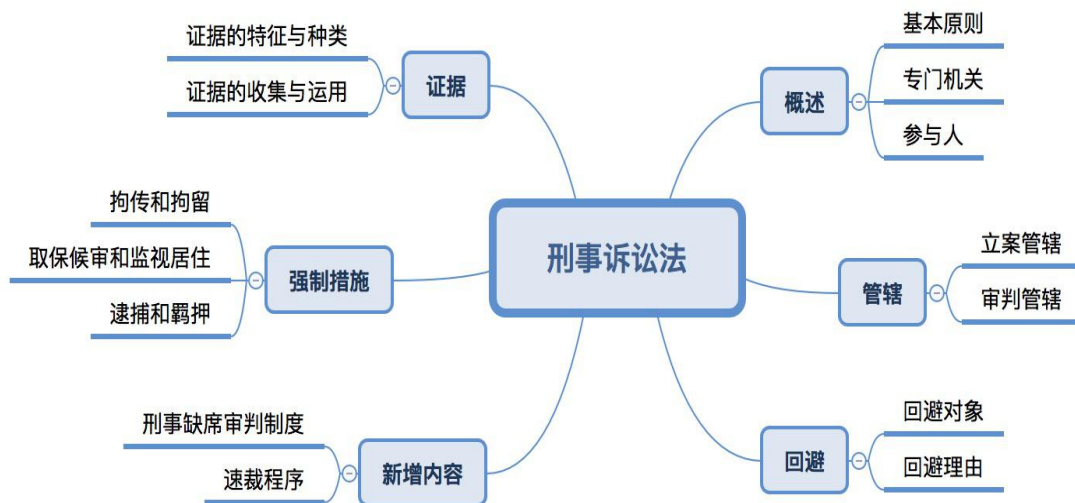 刑事诉讼法
概述
基本原则
专门机关
参与人
管辖
立案管辖
审判管辖
回避
回避对象
回避理由
证据
证据的特征与种类
证据的收集与运用
强制措施
拘传和拘留
取保候审和监视居住
逮捕和羁押
新增内容
刑事缺席审判制度
速裁程序